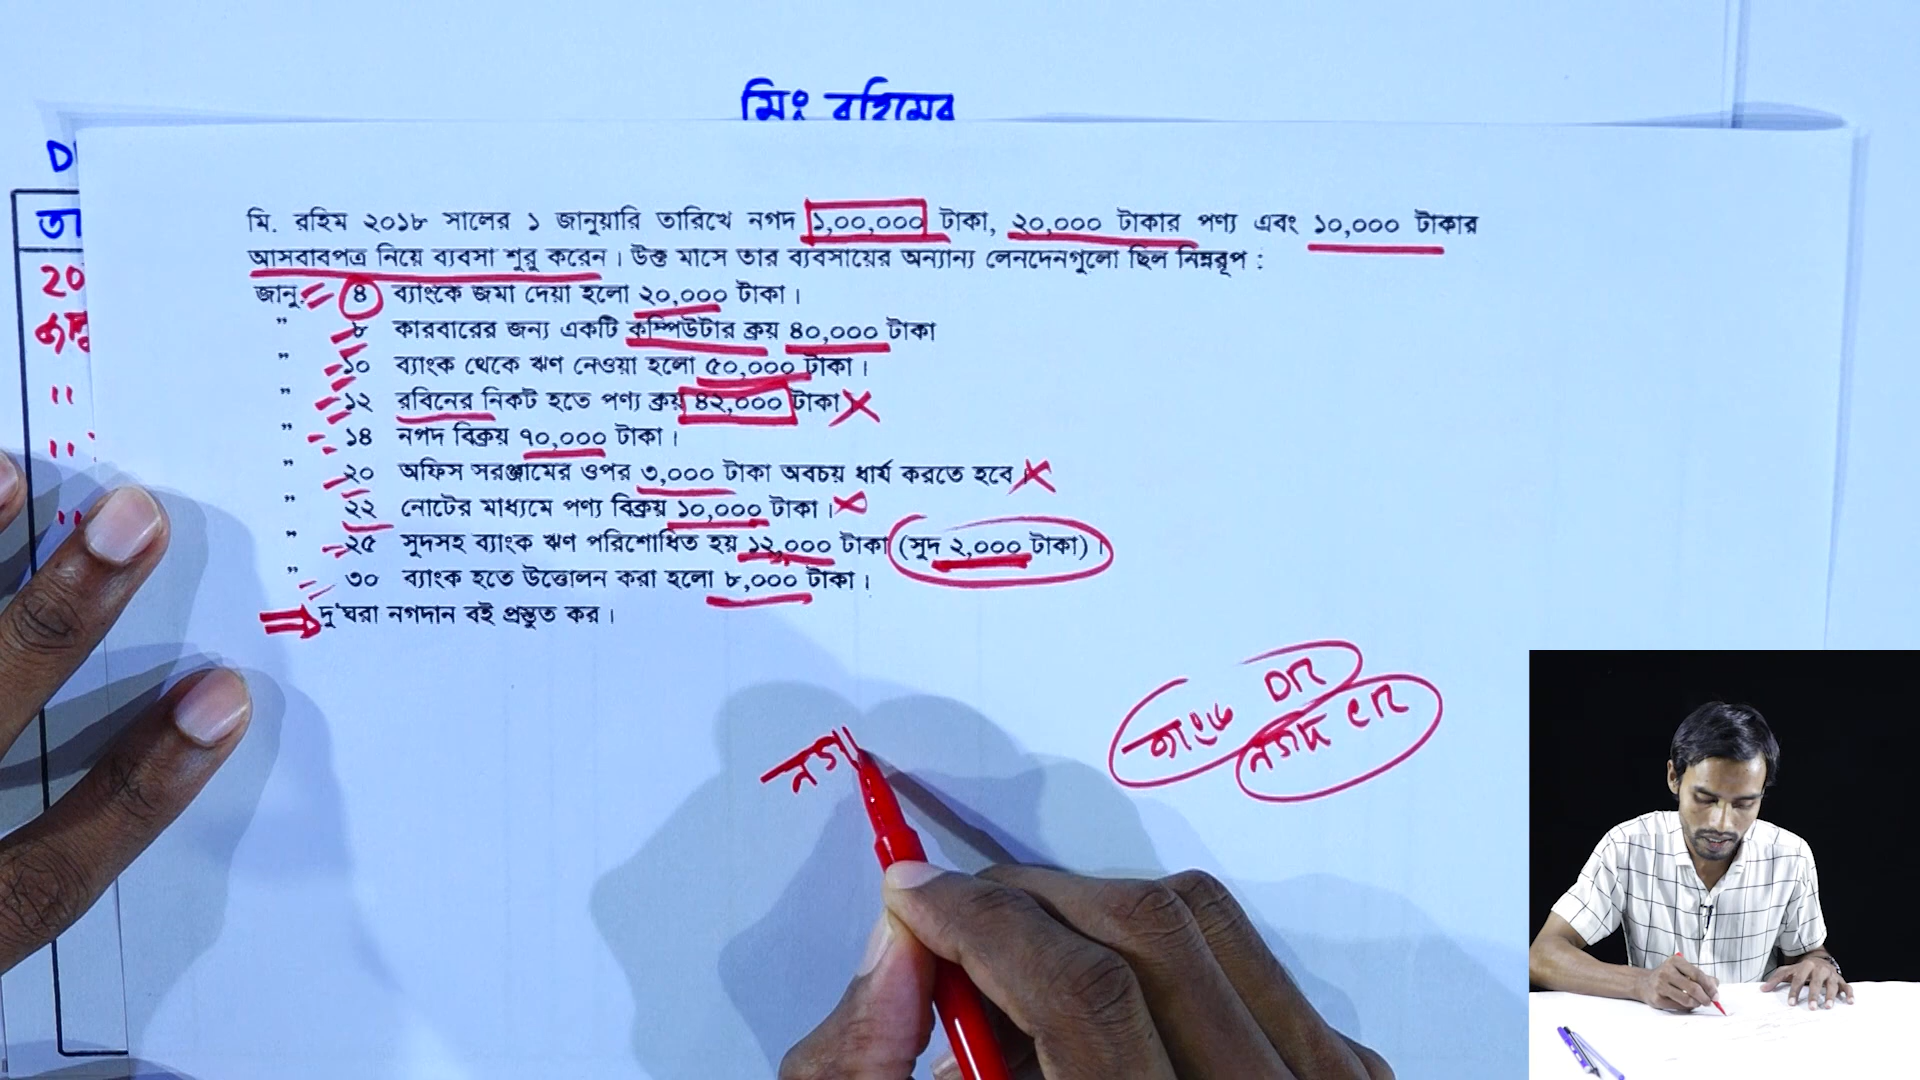 মিঃ রহিমের
D
তা
মি. রহিম ২০১৮ সালের ১ জানুয়ারি তারিখে নগদ ১,০০,০০০ টাকা, ২০,০০০ টাকার পণ্য এবং ১০,০০০ টাকার
আসবাবপত্র নিয়ে ব্যবসা শুরু করেন। উক্ত মাসে তার ব্যবসায়ের অন্যান্য লেনদেনগুলো ছিল নিম্নরূপ :
20
জানু. ৪ ব্যাংকে জমা দেয়া হলো ২০,০০০ টাকা।
" ৮ কারবারের জন্য একটি কম্পিউটার ক্রয় ৪০,০০০ টাকা
" ১০ ব্যাংক থেকে ঋণ নেওয়া হলো ৫০,০০০ টাকা।
" ১২ রবিনের নিকট হতে পণ্য ক্রয় ৪২,০০০ টাকা
" ১৪ নগদ বিক্রয় ৭০,০০০ টাকা।
" ২০ অফিস সরঞ্জামের ওপর ৩,০০০ টাকা অবচয় ধার্য করতে হবে।
" ২২ নোটের মাধ্যমে পণ্য বিক্রয় ১০,০০০ টাকা।
" ২৫ সুদসহ ব্যাংক ঋণ পরিশোধিত হয় ১২,০০০ টাকা (সুদ ২,০০০ টাকা)।
" ৩০ ব্যাংক হতে উত্তোলন করা হলো ৮,০০০ টাকা।
দু'ঘরা নগদান বই প্রস্তুত কর।
DR
নগদ CR
নগ